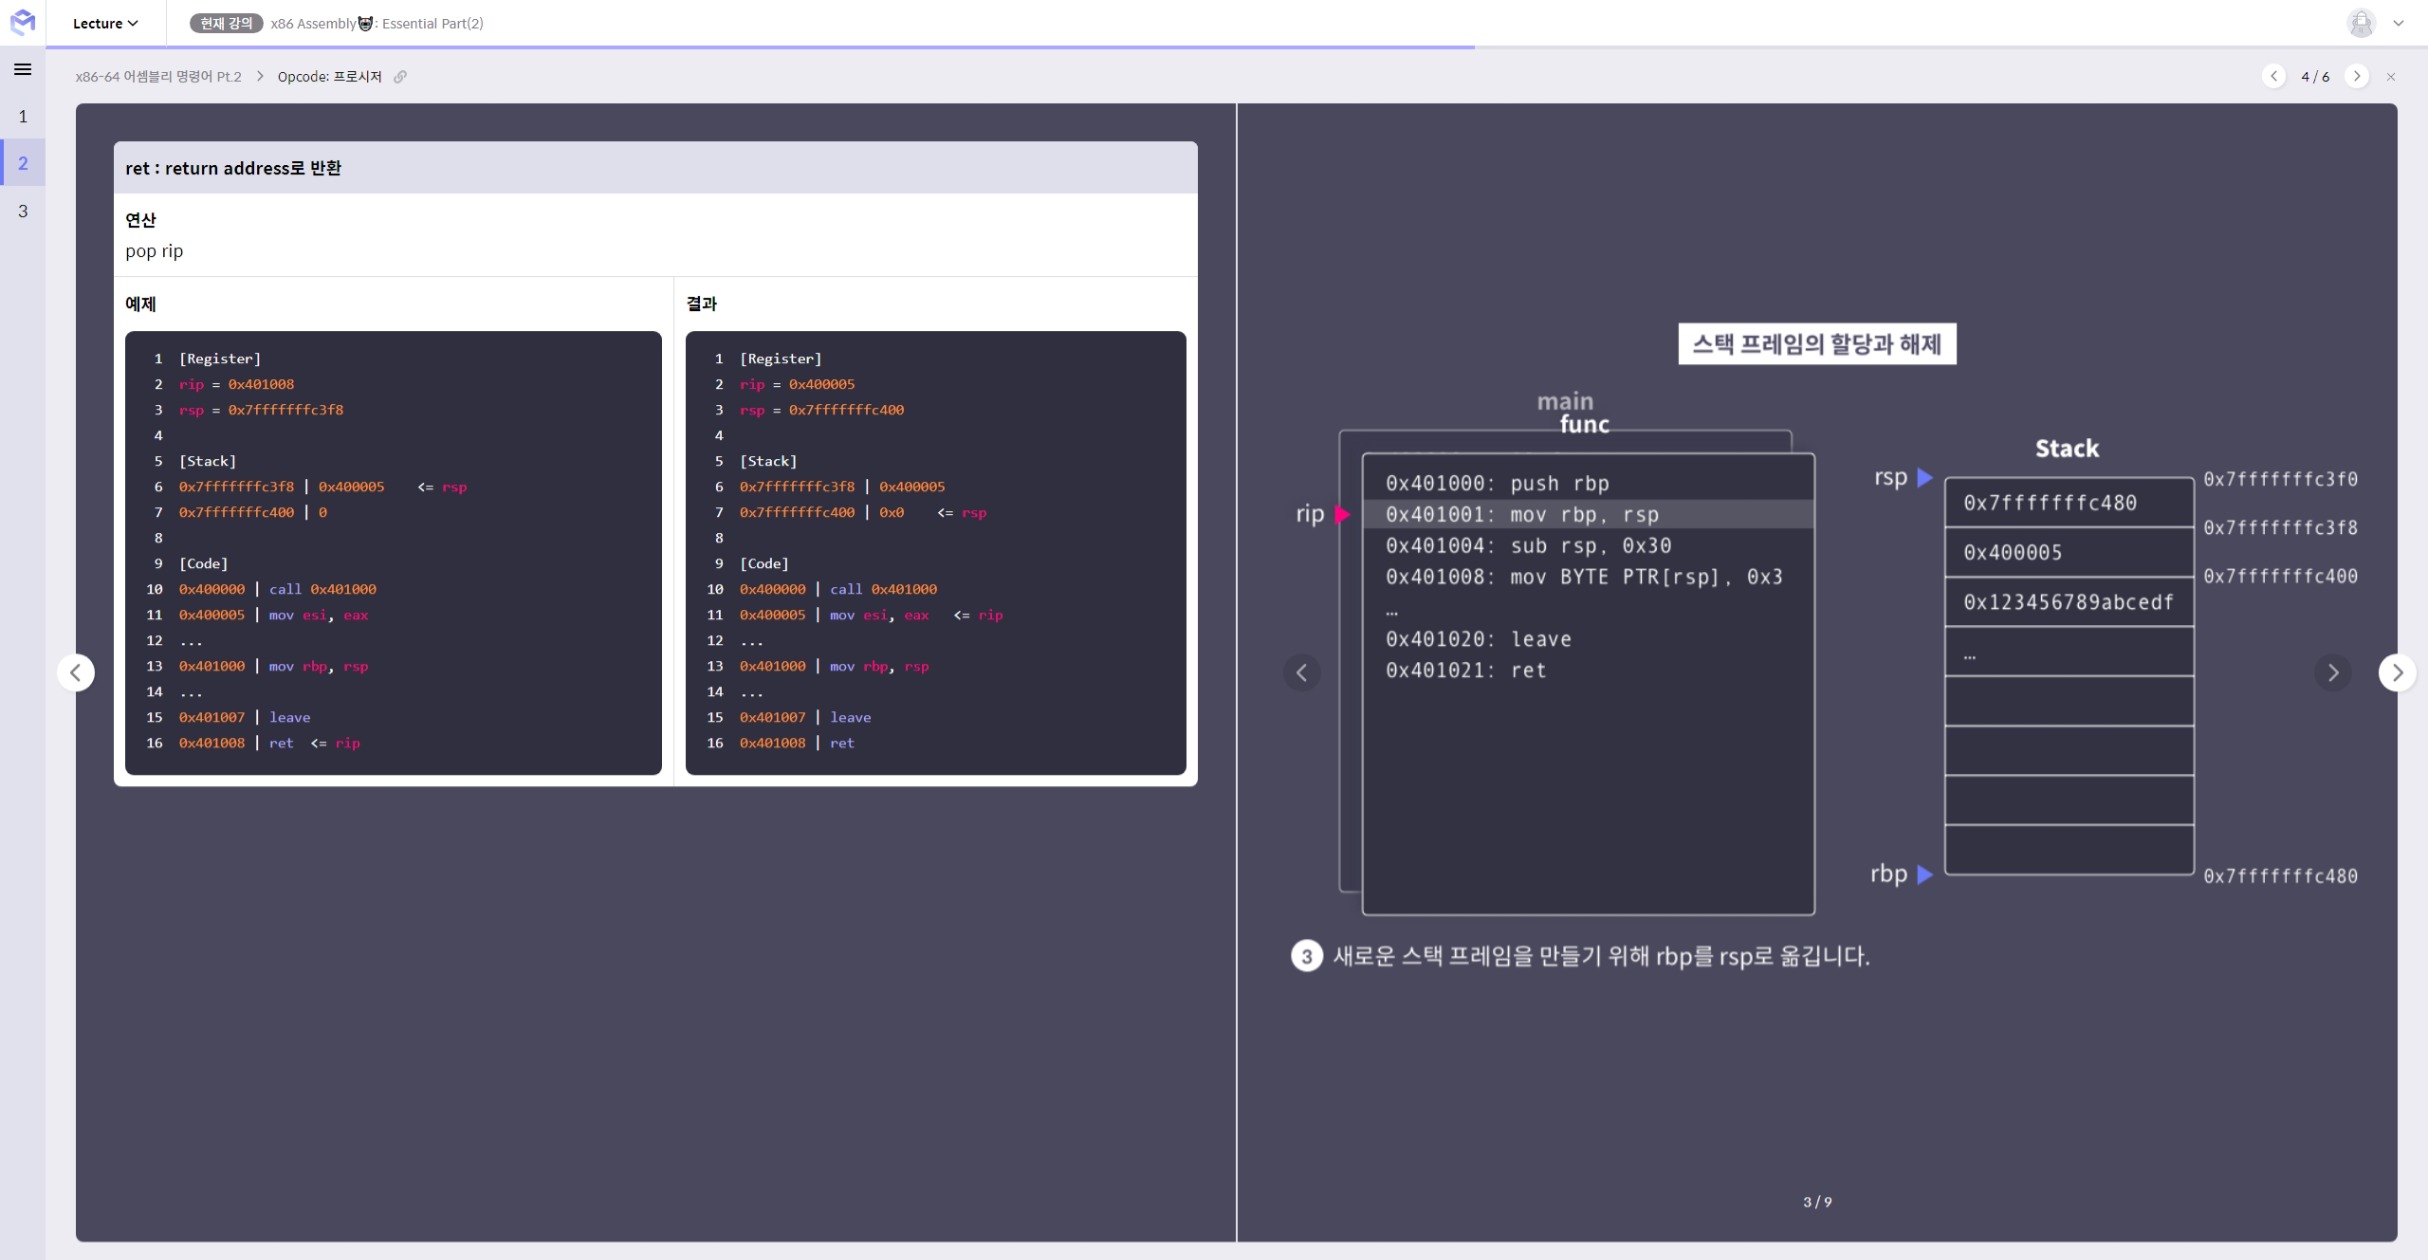 Lecture
현재 강의 x86 Assembly🐻: Essential Part(2)
x86-64 어셈블리 명령어 Pt.2 > Opcode: 프로시저
4 / 6
1
2
3
ret : return address로 반환
연산
pop rip
예제
1 [Register]
2 rip = 0x401008
3 rsp = 0x7fffffffc3f8
4
5 [Stack]
6 0x7fffffffc3f8 | 0x400005 <= rsp
7 0x7fffffffc400 | 0
8
9 [Code]
10 0x400000 | call 0x401000
11 0x400005 | mov esi, eax
12 ...
13 0x401000 | mov rbp, rsp
14 ...
15 0x401007 | leave
16 0x401008 | ret <= rip
결과
1 [Register]
2 rip = 0x400005
3 rsp = 0x7fffffffc400
4
5 [Stack]
6 0x7fffffffc3f8 | 0x400005
7 0x7fffffffc400 | 0x0 <= rsp
8
9 [Code]
10 0x400000 | call 0x401000
11 0x400005 | mov esi, eax <= rip
12 ...
13 0x401000 | mov rbp, rsp
14 ...
15 0x401007 | leave
16 0x401008 | ret
스택 프레임의 할당과 해제
main
func
rip
0x401000: push rbp
0x401001: mov rbp, rsp
0x401004: sub rsp, 0x30
0x401008: mov BYTE PTR[rsp], 0x3
…
0x401020: leave
0x401021: ret
Stack
rsp
0x7fffffffc3f0
0x7fffffffc480
0x7fffffffc3f8
0x400005
0x7fffffffc400
0x123456789abcedf
…
rbp
0x7fffffffc480
3 새로운 스택 프레임을 만들기 위해 rbp를 rsp로 옮깁니다.
3 / 9